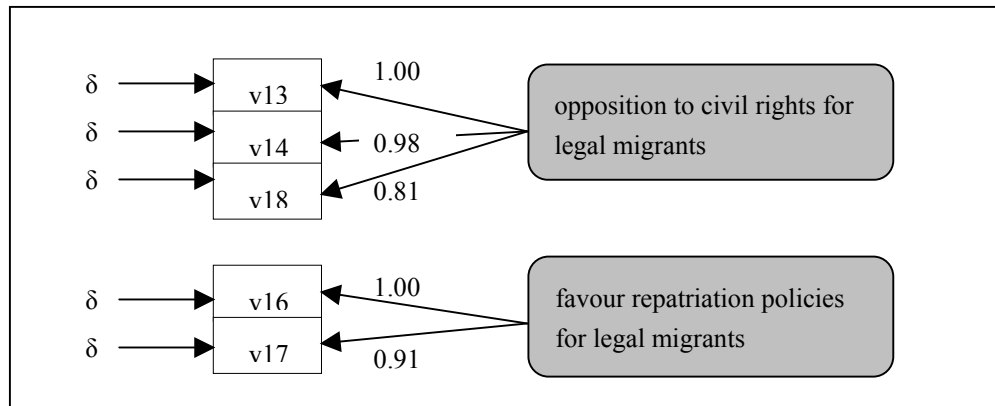 δ v13 1.00 opposition to civil rights for
δ v14 0.98 legal migrants
δ v18 0.81
δ v16 1.00 favour repatriation policies
δ v17 0.91 for legal migrants